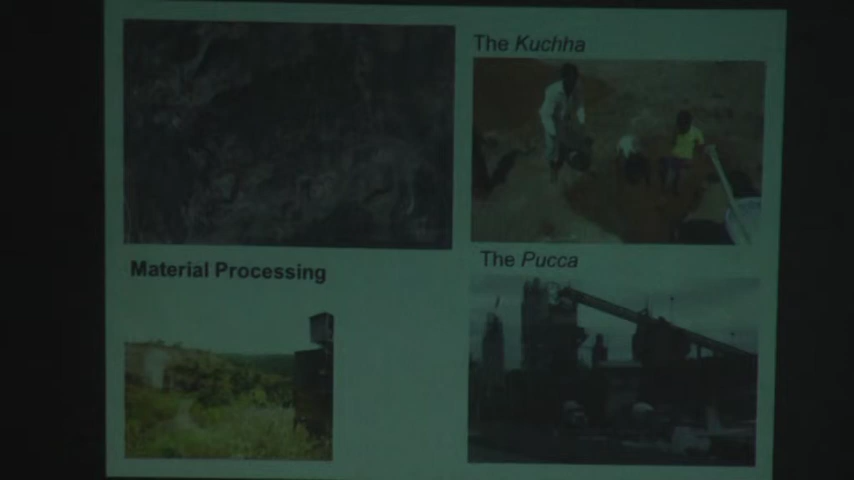 The Kuchha
Material Processing
The Pucca